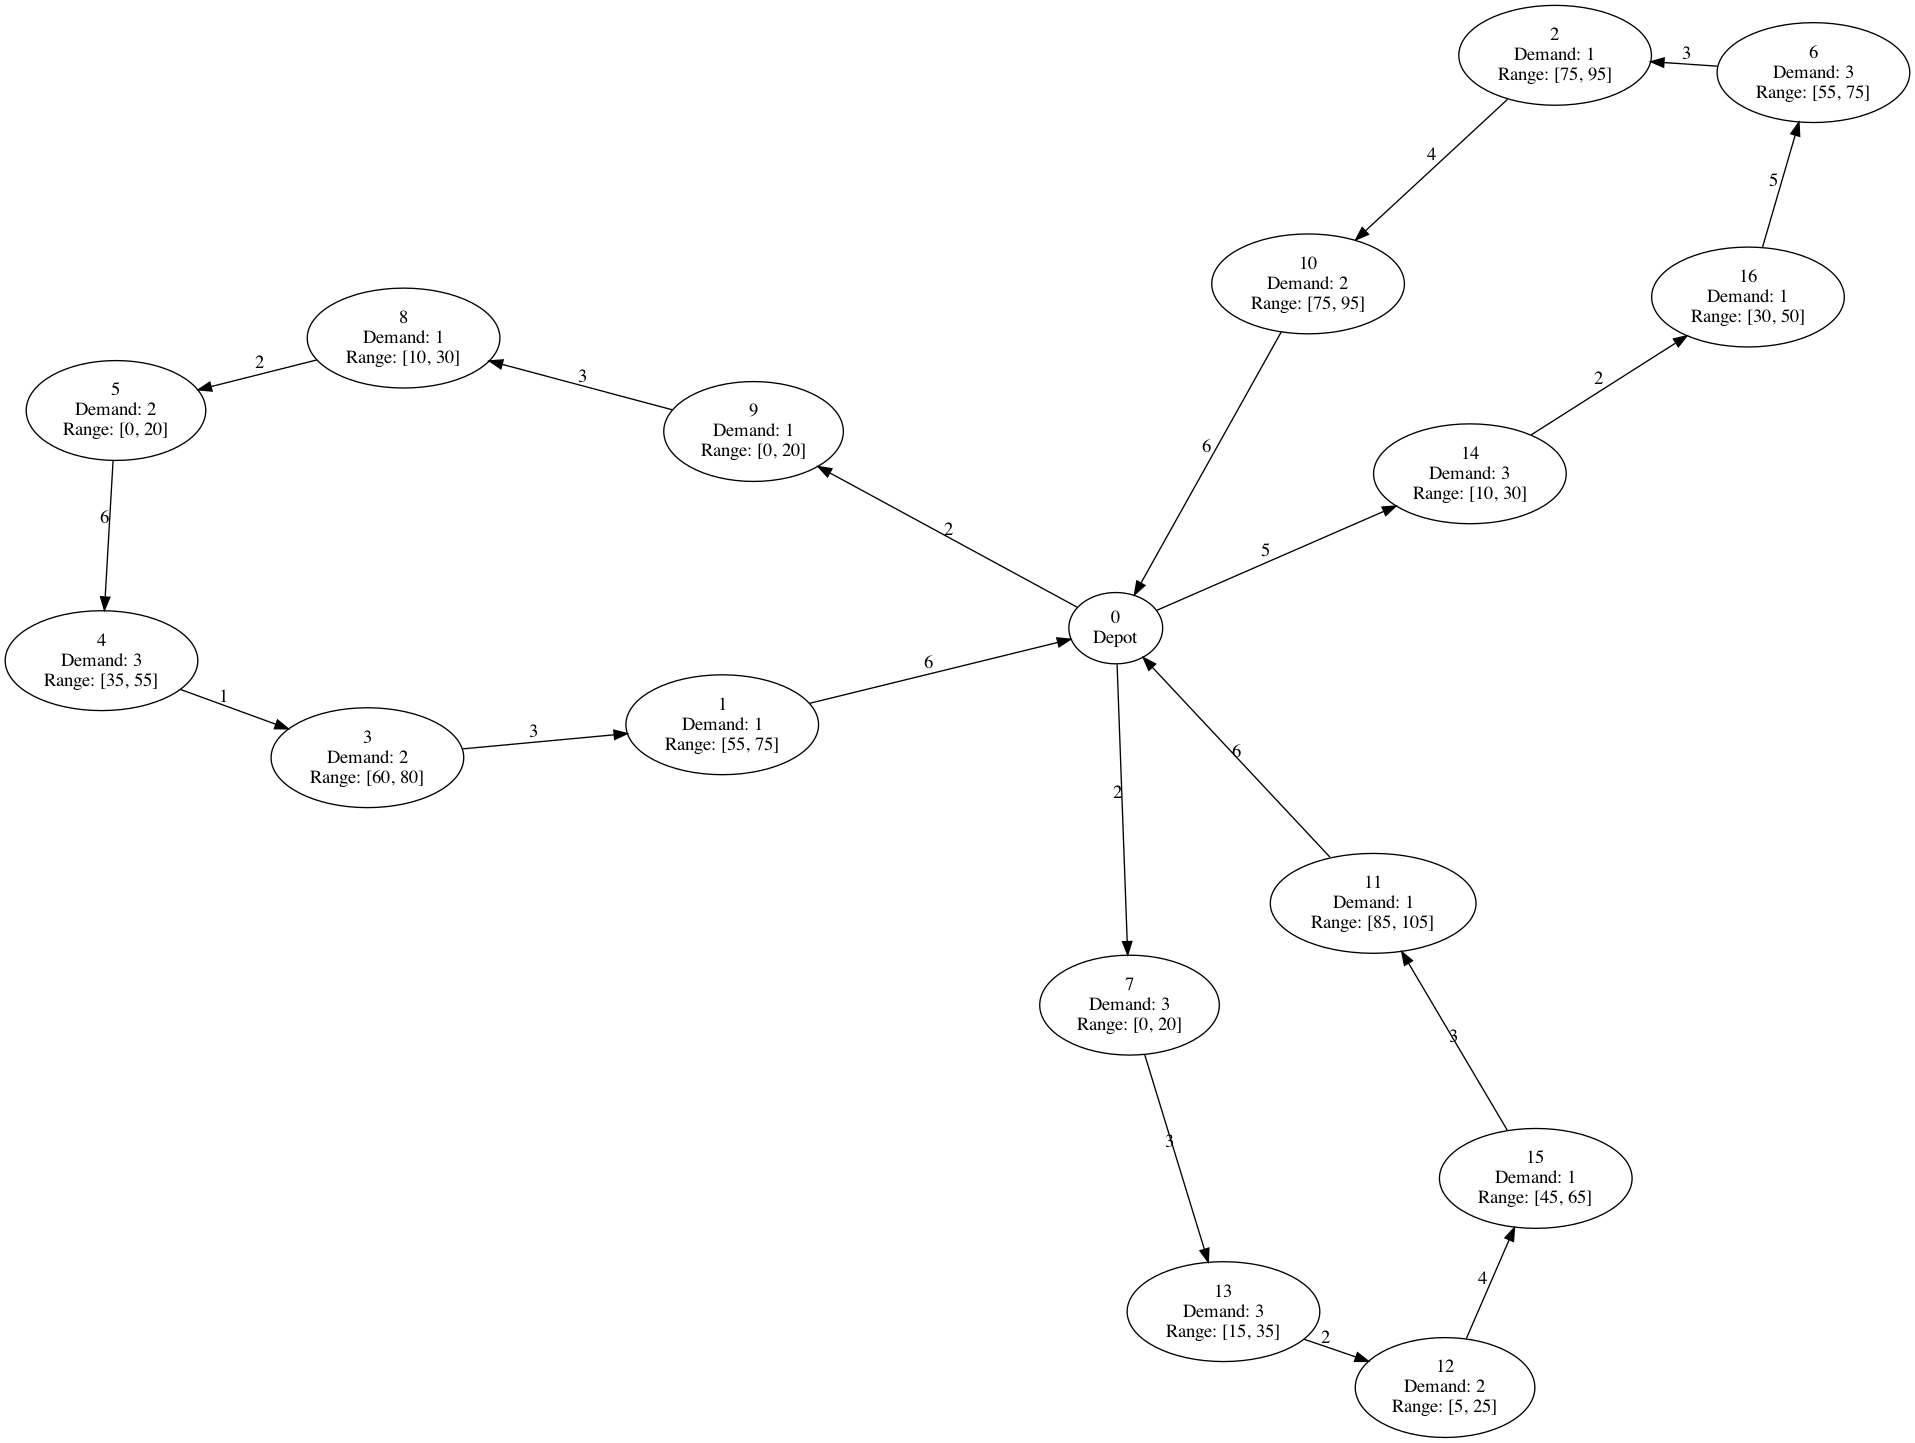 2
Demand: 1
Range: [75, 95]
3
6
Demand: 3
Range: [55, 75]
4
5
10
Demand: 2
Range: [75, 95]
16
Demand: 1
Range: [30, 50]
8
Demand: 1
Range: [10, 30]
2
3
5
Demand: 2
Range: [0, 20]
9
Demand: 1
Range: [0, 20]
2
6
14
Demand: 3
Range: [10, 30]
6
2
5
0
Depot
4
Demand: 3
Range: [35, 55]
1
3
Demand: 2
Range: [60, 80]
3
1
Demand: 1
Range: [55, 75]
6
2
6
11
Demand: 1
Range: [85, 105]
7
Demand: 3
Range: [0, 20]
3
3
15
Demand: 1
Range: [45, 65]
13
Demand: 3
Range: [15, 35]
2
4
12
Demand: 2
Range: [5, 25]